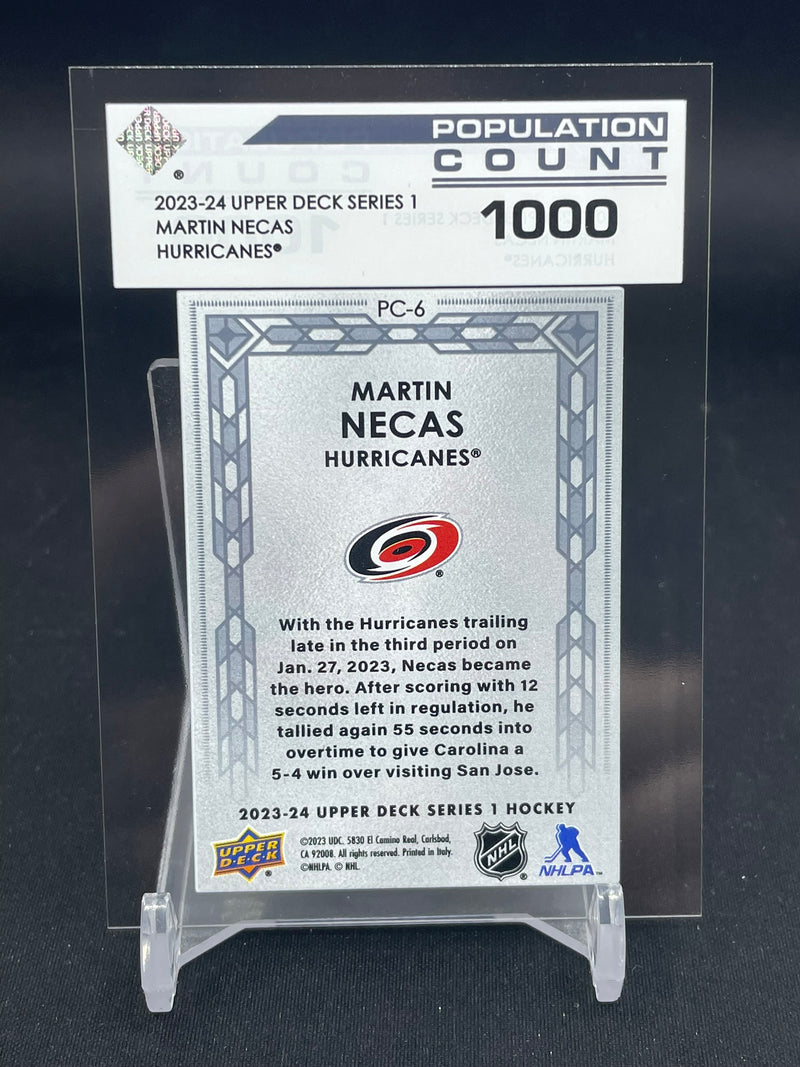 POPULATION
COUNT
2023-24 UPPER DECK SERIES 1
MARTIN NECAS
HURRICANES®
1000
PC-6
MARTIN
NECAS
HURRICANES®
With the Hurricanes trailing
late in the third period on
Jan. 27, 2023, Necas became
the hero. After scoring with 12
seconds left in regulation, he
tallied again 55 seconds into
overtime to give Carolina a
5-4 win over visiting San Jose.
2023-24 UPPER DECK SERIES 1 HOCKEY
UPPER
D·E·C·K
©2023 UDC. 5830 El Camino Real, Carlsbad,
CA 92008. All rights reserved. Printed in Italy.
©NHLPA. © NHL.
NHL
NHLPA™